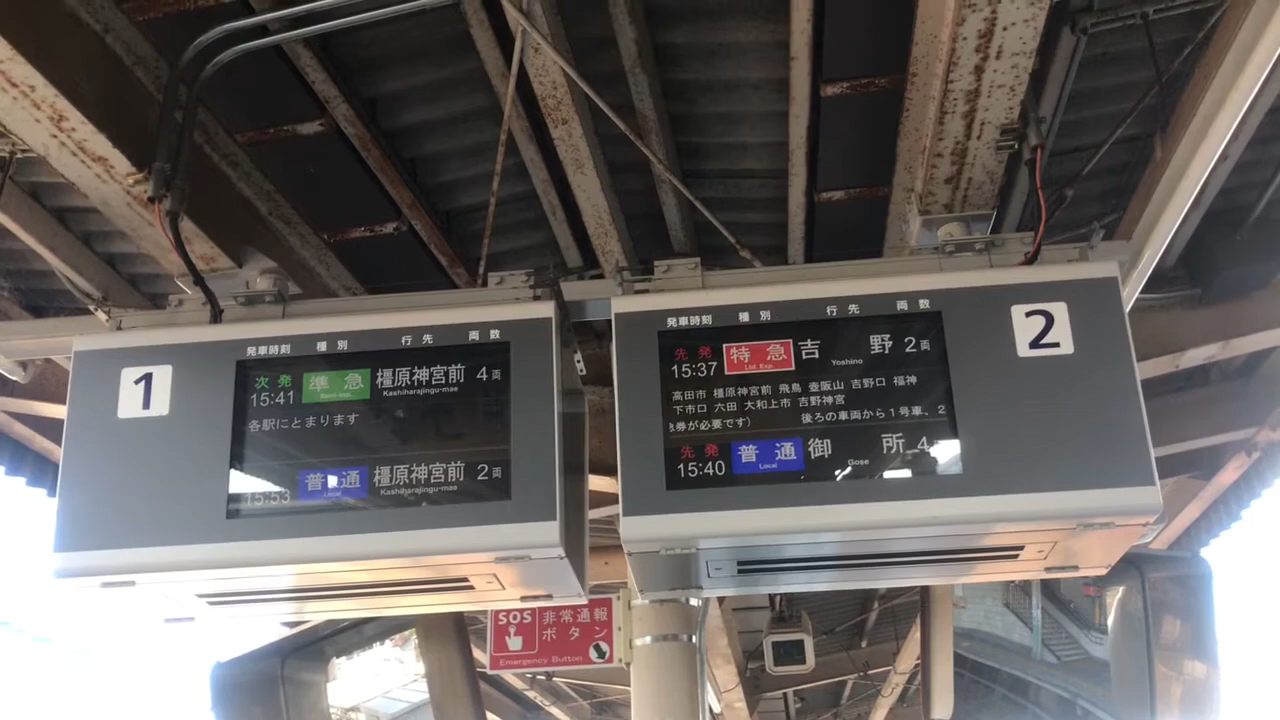 1
発車時刻 種別 行先 両数
次発 準急 橿原神宮前 4両
15:41 Semi-exp. Kashiharajingu-mae
各駅にとまります
普通 橿原神宮前 2両
15:53 Local Kashiharajingu-mae
発車時刻 種別 行先 両数
2
先発 特急 吉野 2両
15:37 Ltd. Exp. Yoshino
高田市 橿原神宮前 飛鳥 壺阪山 吉野口 福神
下市口 六田 大和上市 吉野神宮
券が必要です) 後ろの車両から1号車、2
先発 普通 御所 4
15:40 Local Gose
SOS 非常通報
ボタン
Emergency Button